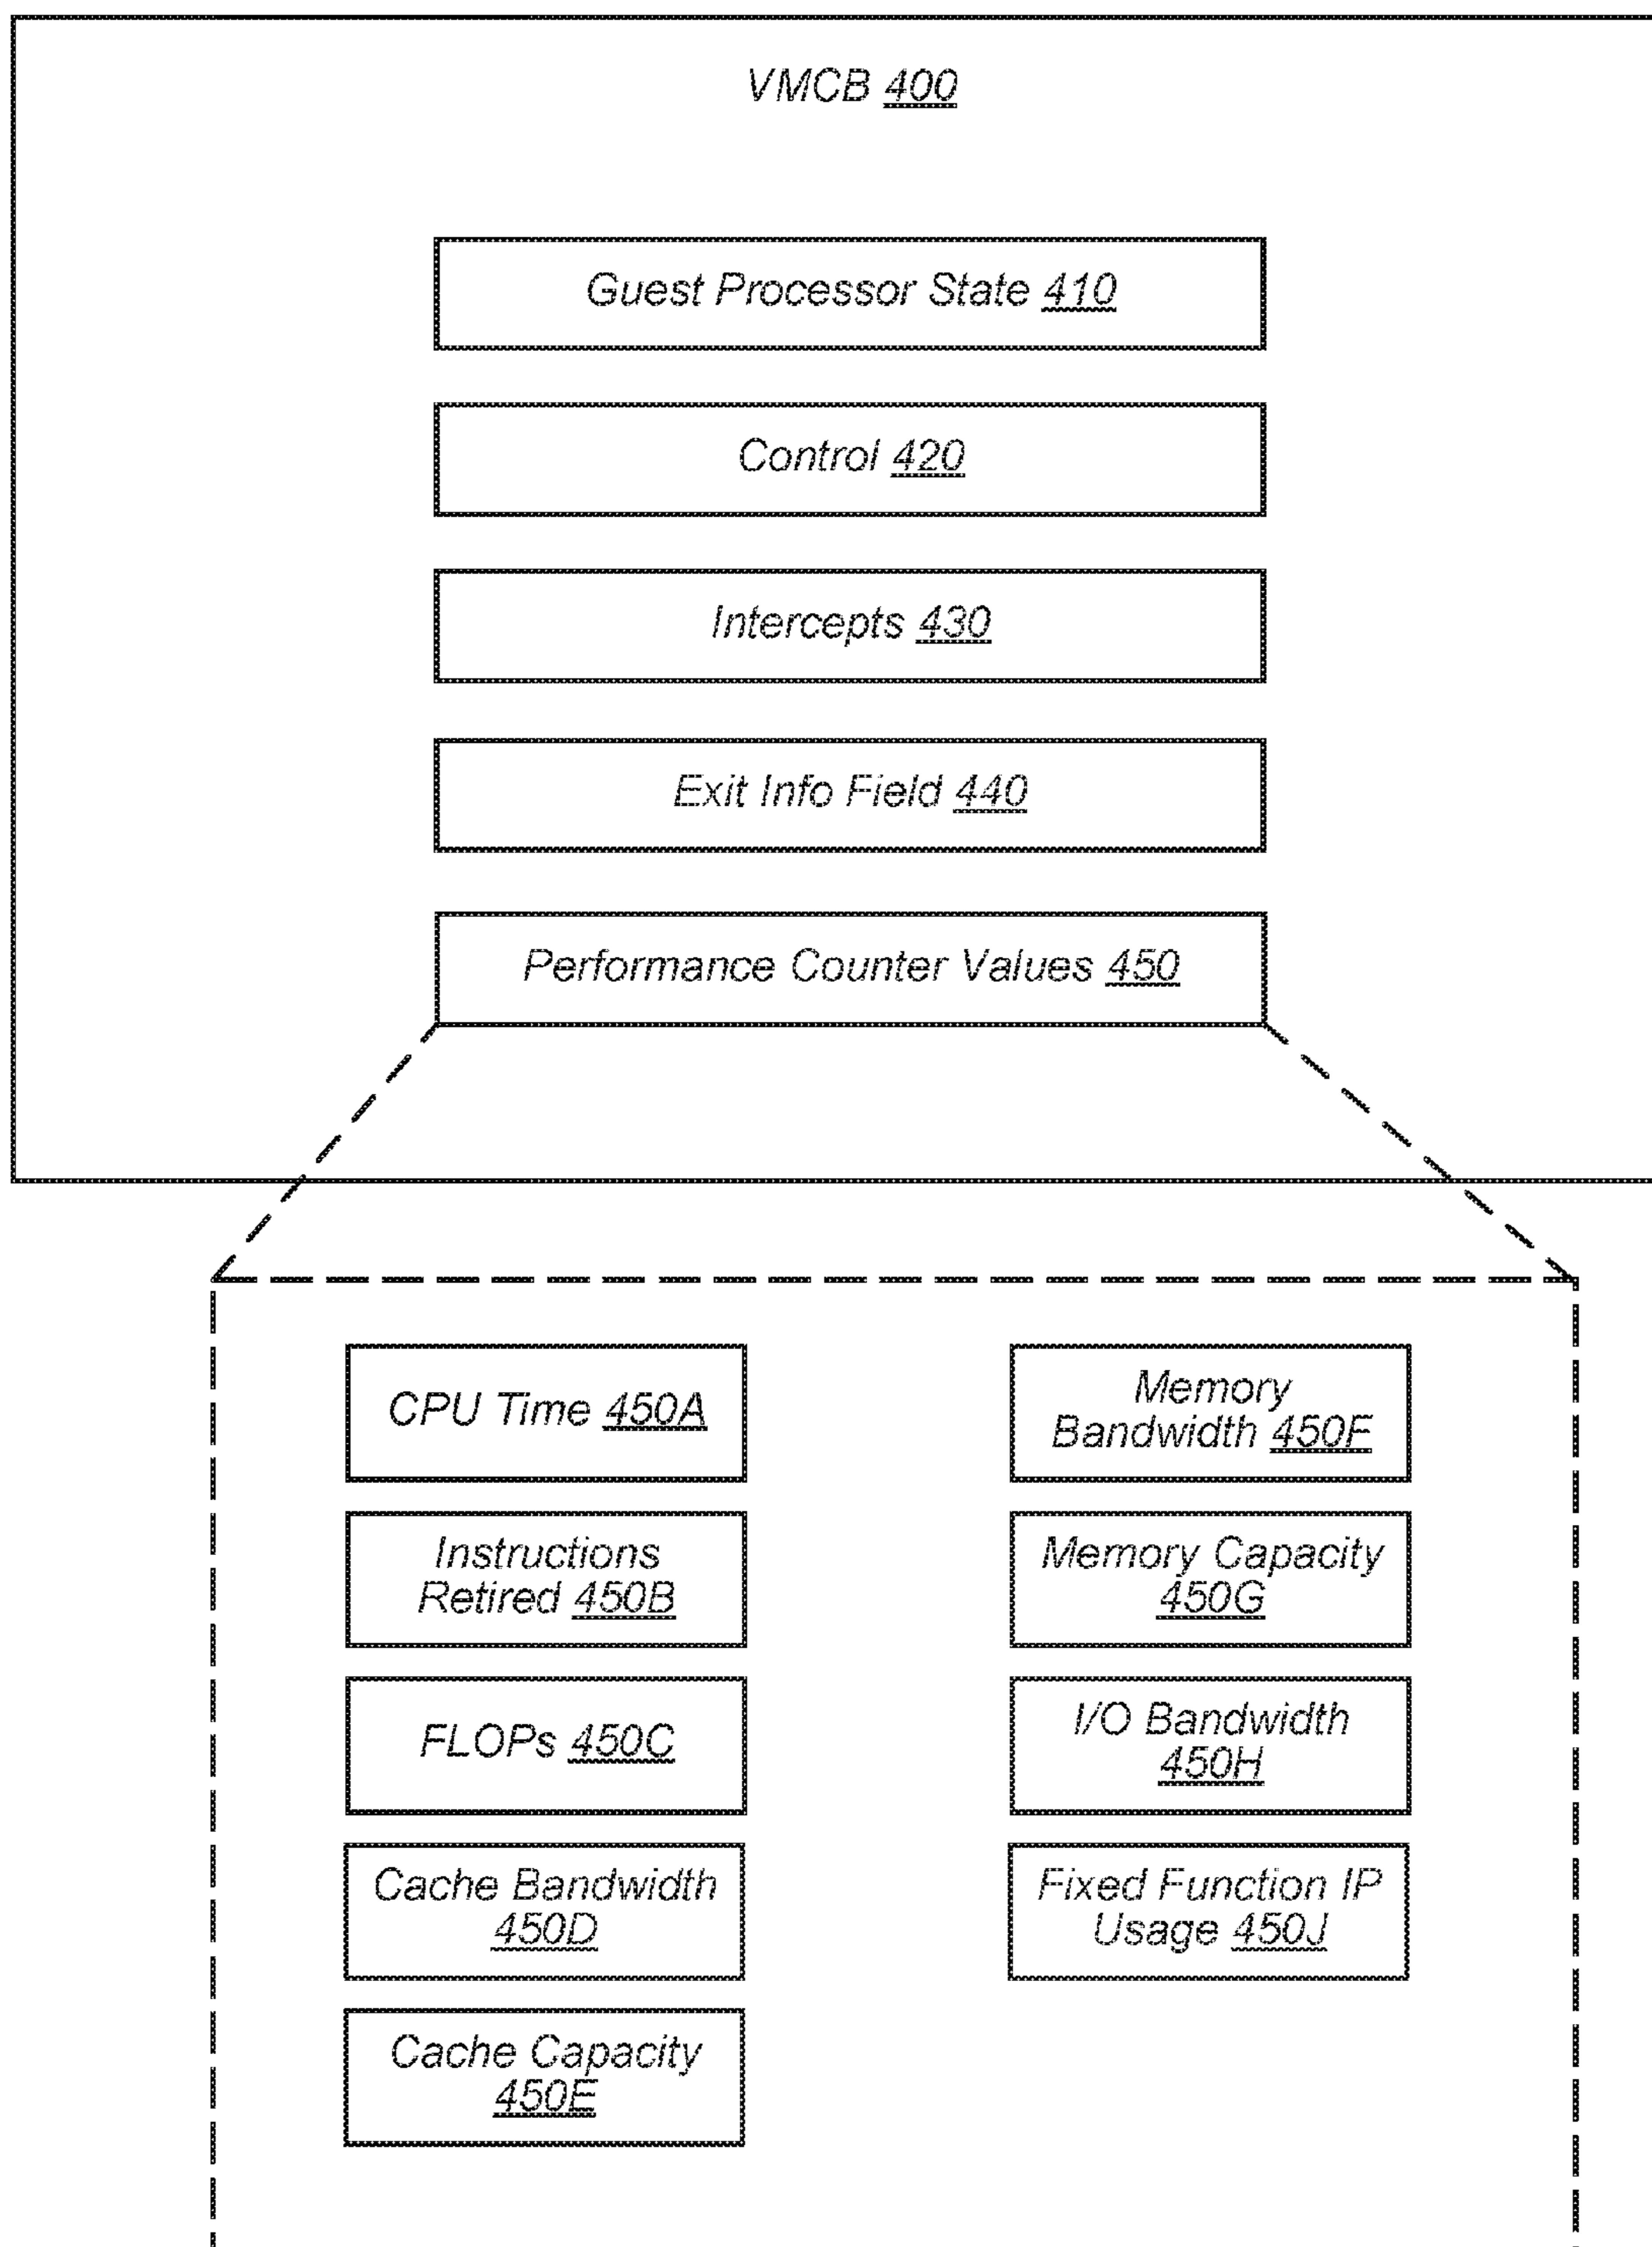 VMCB 400
Guest Processor State 410
Control 420
Intercepts 430
Exit Info Field 440
Performance Counter Values 450
CPU Time 450A
Instructions
Retired 450B
FLOPs 450C
Cache Bandwidth
450D
Cache Capacity
450E
Memory
Bandwidth 450F
Memory Capacity
450G
I/O Bandwidth
450H
Fixed Function IP
Usage 450J